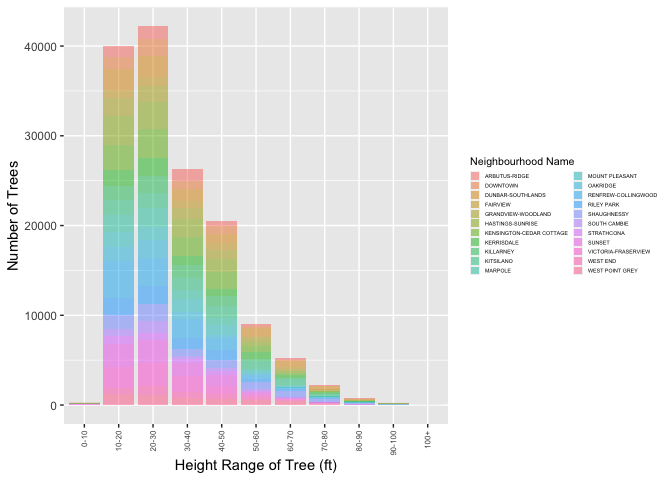 40000
30000
20000
10000
0
Number of Trees
0-10
10-20
20-30
30-40
40-50
50-60
60-70
70-80
80-90
90-100
100+
Height Range of Tree (ft)
Neighbourhood Name
ARBUTUS-RIDGE
DOWNTOWN
DUNBAR-SOUTHLANDS
FAIRVIEW
GRANDVIEW-WOODLAND
HASTINGS-SUNRISE
KENSINGTON-CEDAR COTTAGE
KERRISDALE
KILLARNEY
KITSILANO
MARPOLE
MOUNT PLEASANT
OAKRIDGE
RENFREW-COLLINGWOOD
RILEY PARK
SHAUGHNESSY
SOUTH CAMBIE
STRATHCONA
SUNSET
VICTORIA-FRASERVIEW
WEST END
WEST POINT GREY